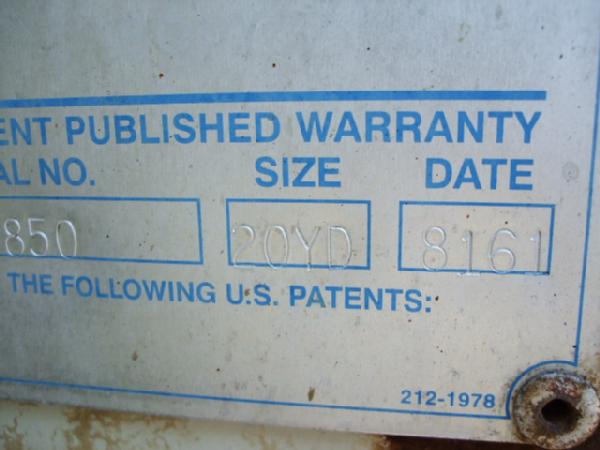 ENT PUBLISHED WARRANTY
AL NO. SIZE DATE
850 20YD 8161
THE FOLLOWING U.S. PATENTS:
212-1978